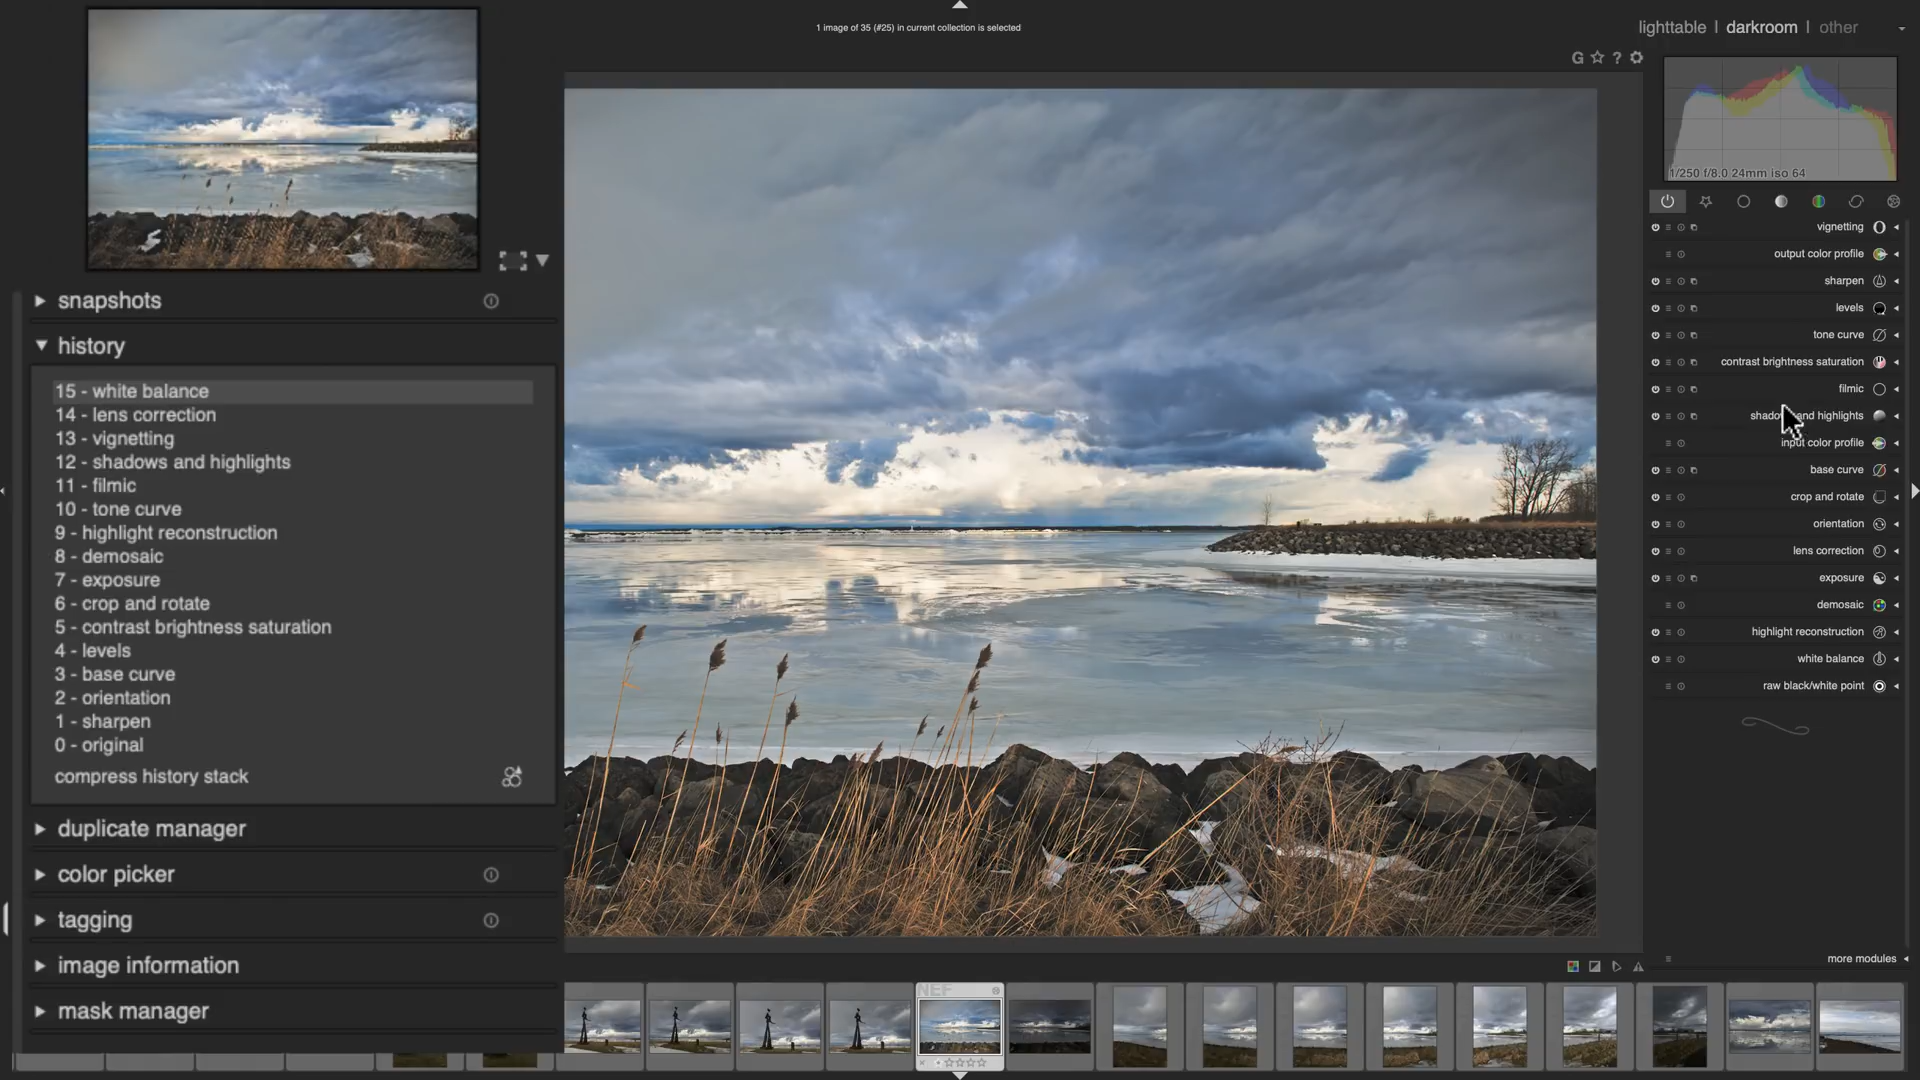 1 image of 35 (#25) in current collection is selected
lighttable | darkroom | other
G ☆ ?
1/250 f/8.0 24mm iso 64
snapshots
history
15 - white balance
14 - lens correction
13 - vignetting
12 - shadows and highlights
11 - filmic
10 - tone curve
9 - highlight reconstruction
8 - demosaic
7 - exposure
6 - crop and rotate
5 - contrast brightness saturation
4 - levels
3 - base curve
2 - orientation
1 - sharpen
0 - original
compress history stack
duplicate manager
color picker
tagging
image information
mask manager
vignetting
output color profile
sharpen
levels
tone curve
contrast brightness saturation
filmic
shadows and highlights
input color profile
base curve
crop and rotate
orientation
lens correction
exposure
demosaic
highlight reconstruction
white balance
raw black/white point
more modules
NEF